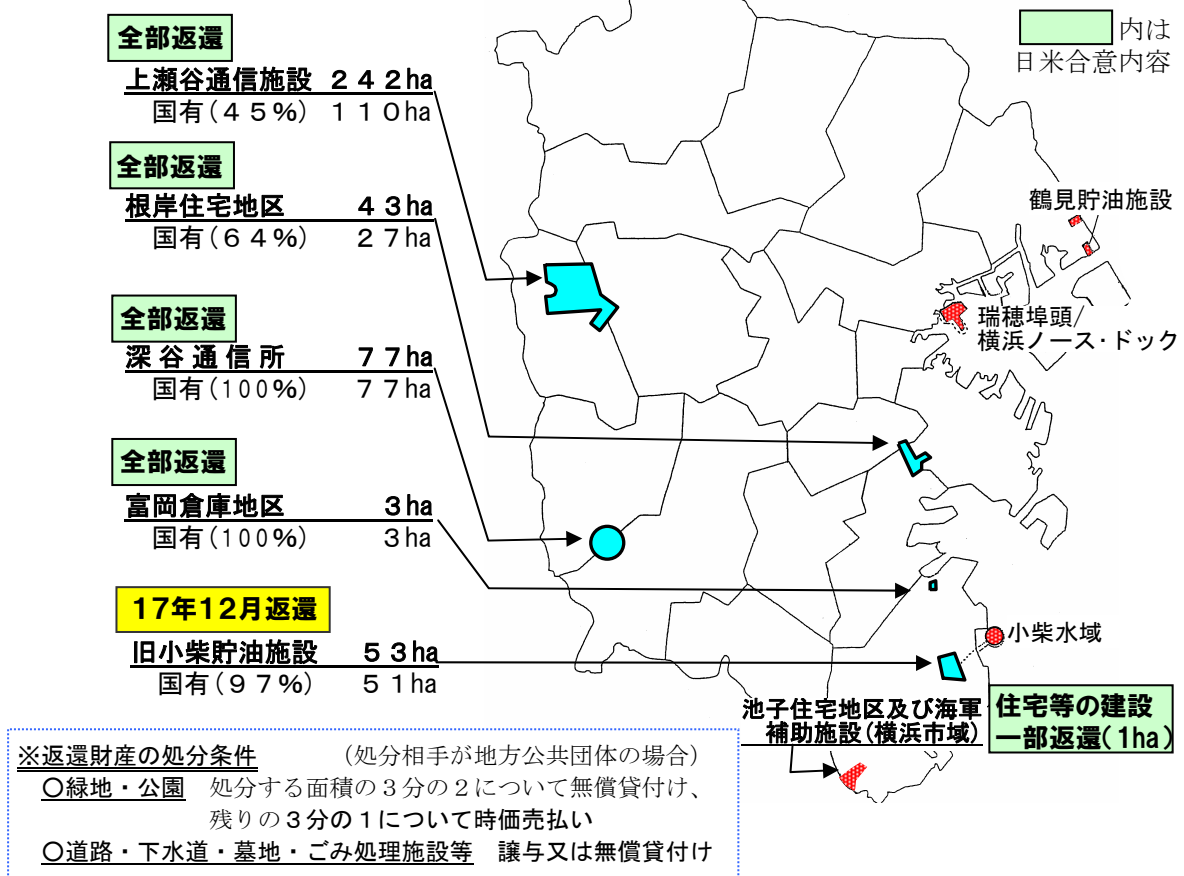 全部返還
上瀬谷通信施設 242ha
国有(45%) 110ha
全部返還
根岸住宅地区 43ha
国有(64%) 27ha
全部返還
深谷通信所 77ha
国有(100%) 77ha
全部返還
富岡倉庫地区 3ha
国有(100%) 3ha
17年12月返還
旧小柴貯油施設 53ha
国有(97%) 51ha
内は
日米合意内容
鶴見貯油施設
瑞穂埠頭/
横浜ノース・ドック
小柴水域
池子住宅地区及び海軍
補助施設(横浜市域)
住宅等の建設
一部返還(1ha)
※返還財産の処分条件 (処分相手が地方公共団体の場合)
○緑地・公園 処分する面積の3分の2について無償貸付け、
残りの3分の1について時価売払い
○道路・下水道・墓地・ごみ処理施設等 譲与又は無償貸付け